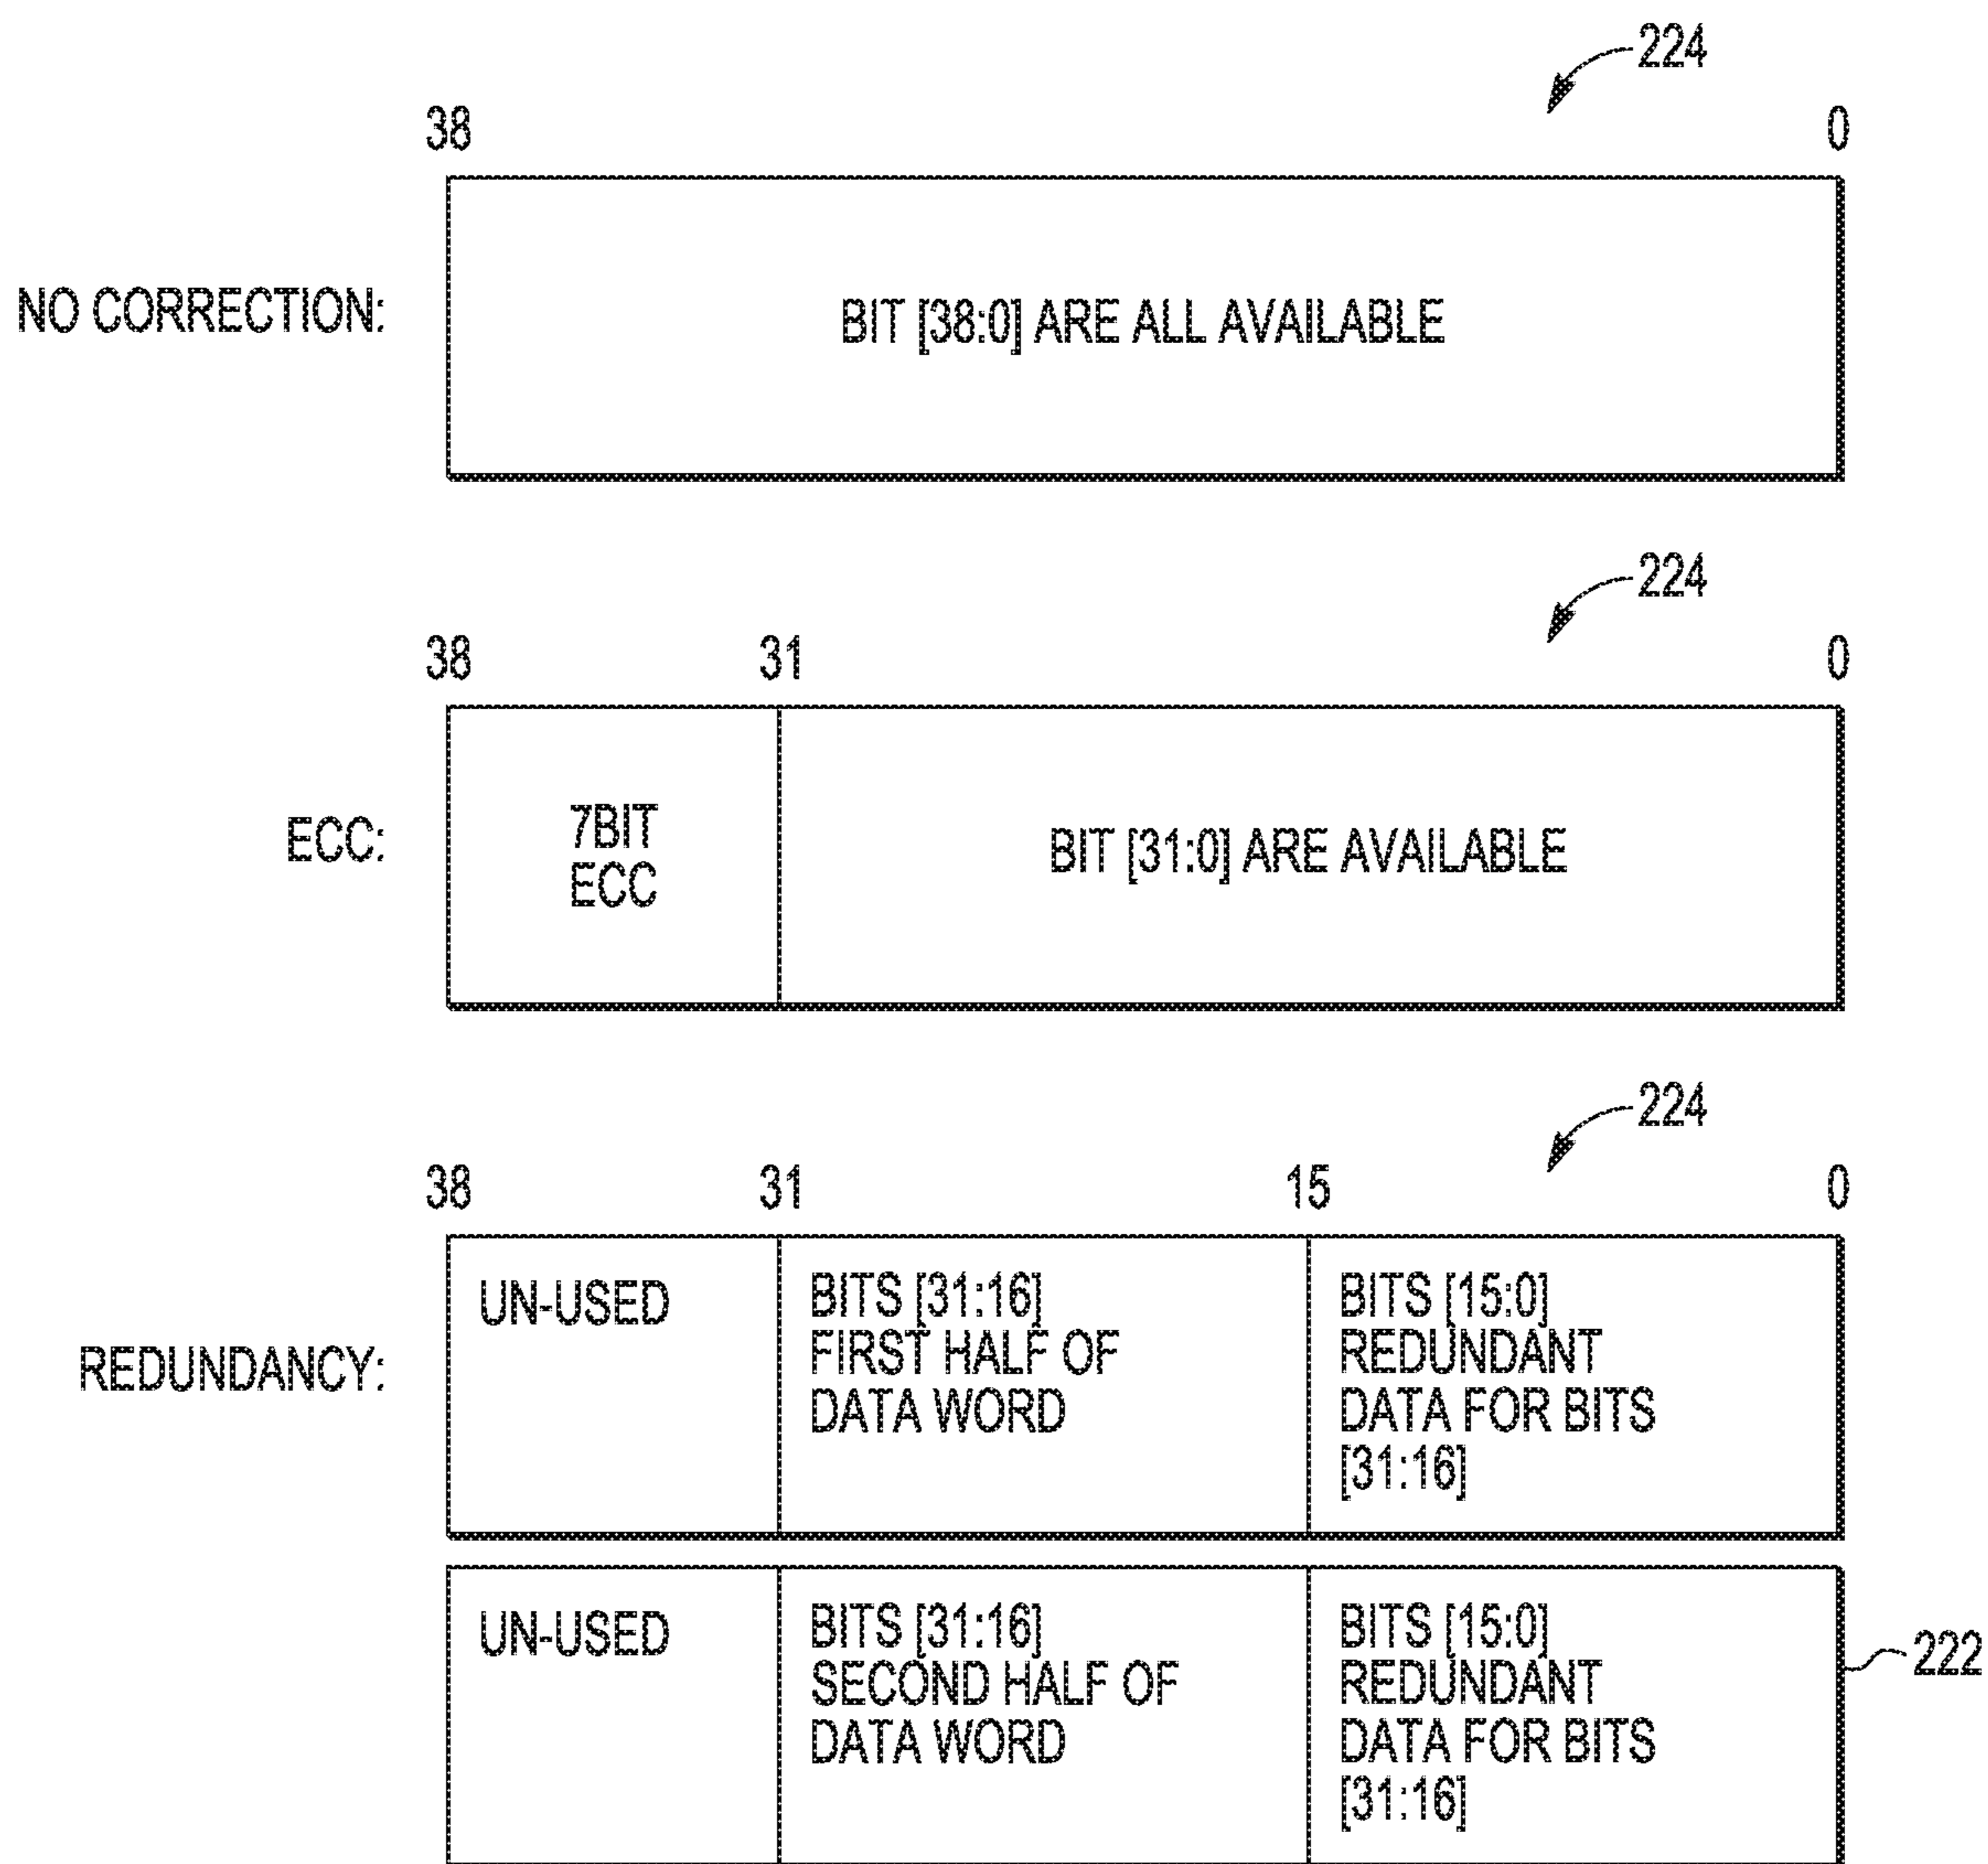 224
38 0
NO CORRECTION:
BIT [38:0] ARE ALL AVAILABLE
224
38 31 0
ECC:
7BIT
ECC
BIT [31:0] ARE AVAILABLE
224
38 31 15 0
REDUNDANCY:
UN-USED
BITS [31:16]
FIRST HALF OF
DATA WORD
BITS [15:0]
REDUNDANT
DATA FOR BITS
[31:16]
UN-USED
BITS [31:16]
SECOND HALF OF
DATA WORD
BITS [15:0]
REDUNDANT
DATA FOR BITS
[31:16]
222